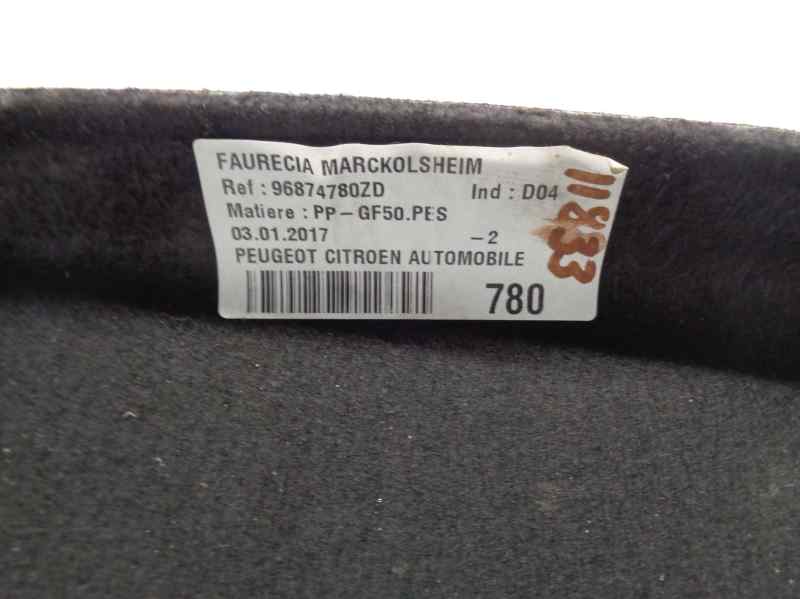 FAURECIA MARCKOLSHEIM
Ref : 96874780ZD Ind : D04
Matiere : PP-GF50.PES
03.01.2017 -2
PEUGEOT CITROEN AUTOMOBILE
780
11833